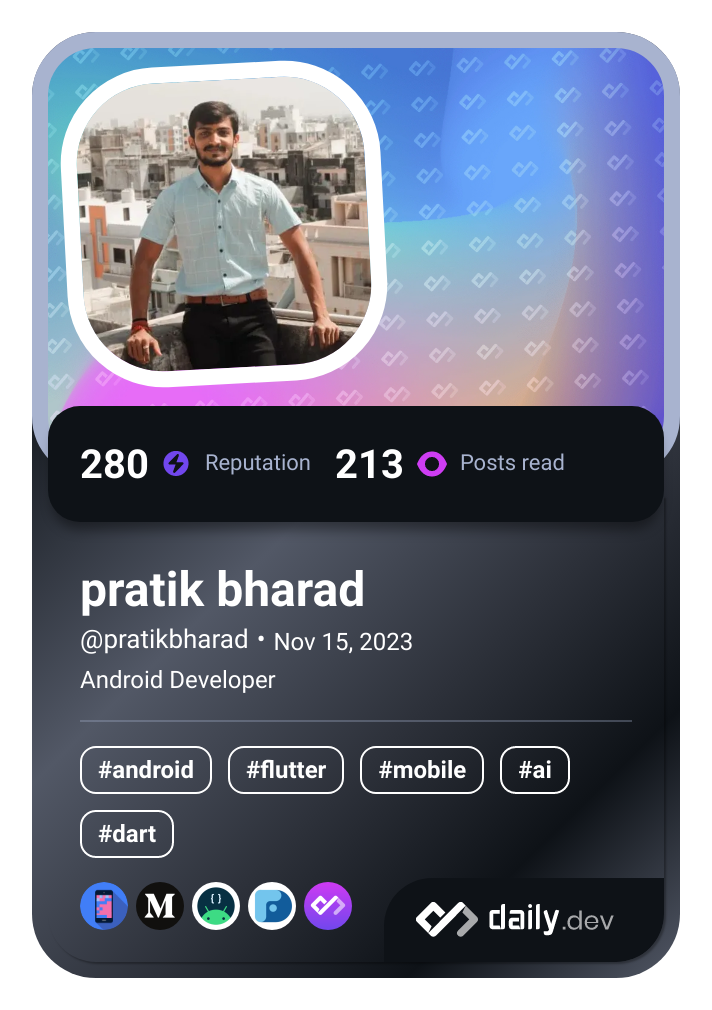 280 Reputation 213 Posts read
pratik bharad
@pratikbharad • Nov 15, 2023
Android Developer
#android #flutter #mobile #ai
#dart
M {}
daily.dev